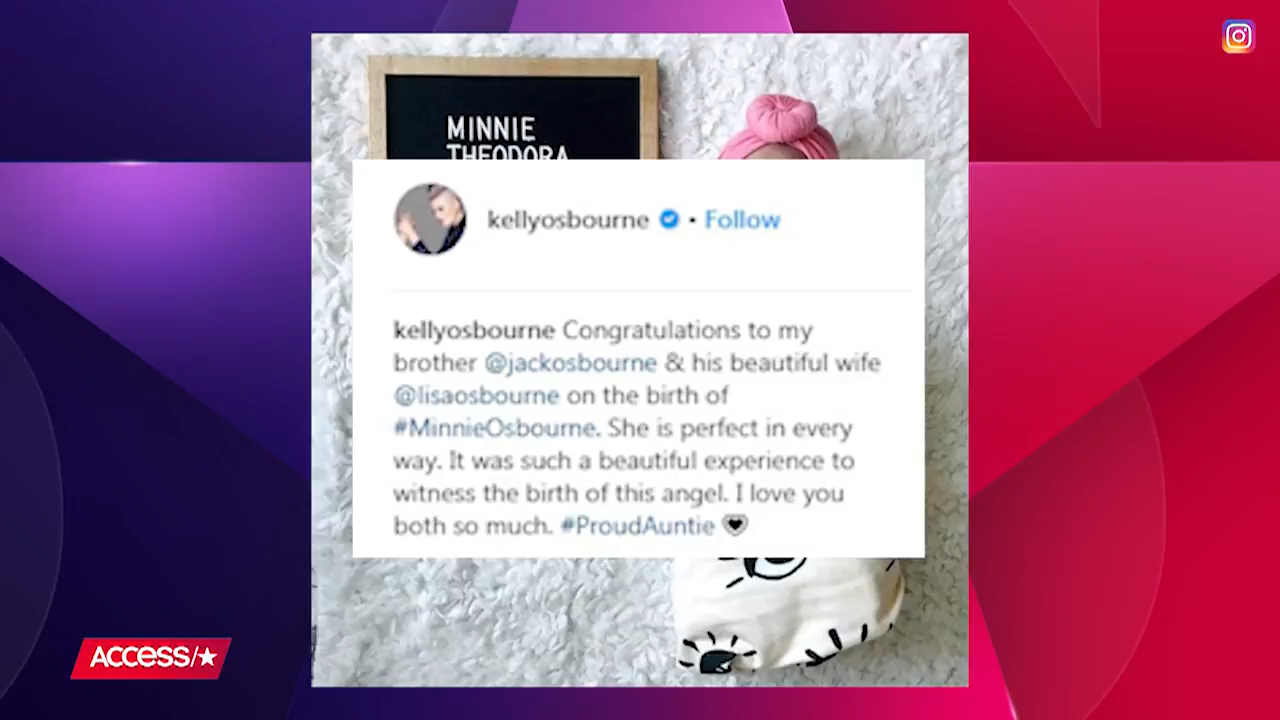 MINNIE
THEODORA
kellyosbourne • Follow
kellyosbourne Congratulations to my
brother @jackosbourne & his beautiful wife
@lisaosbourne on the birth of
#MinnieOsbourne. She is perfect in every
way. It was such a beautiful experience to
witness the birth of this angel. I love you
both so much. #ProudAuntie 
ACCESS